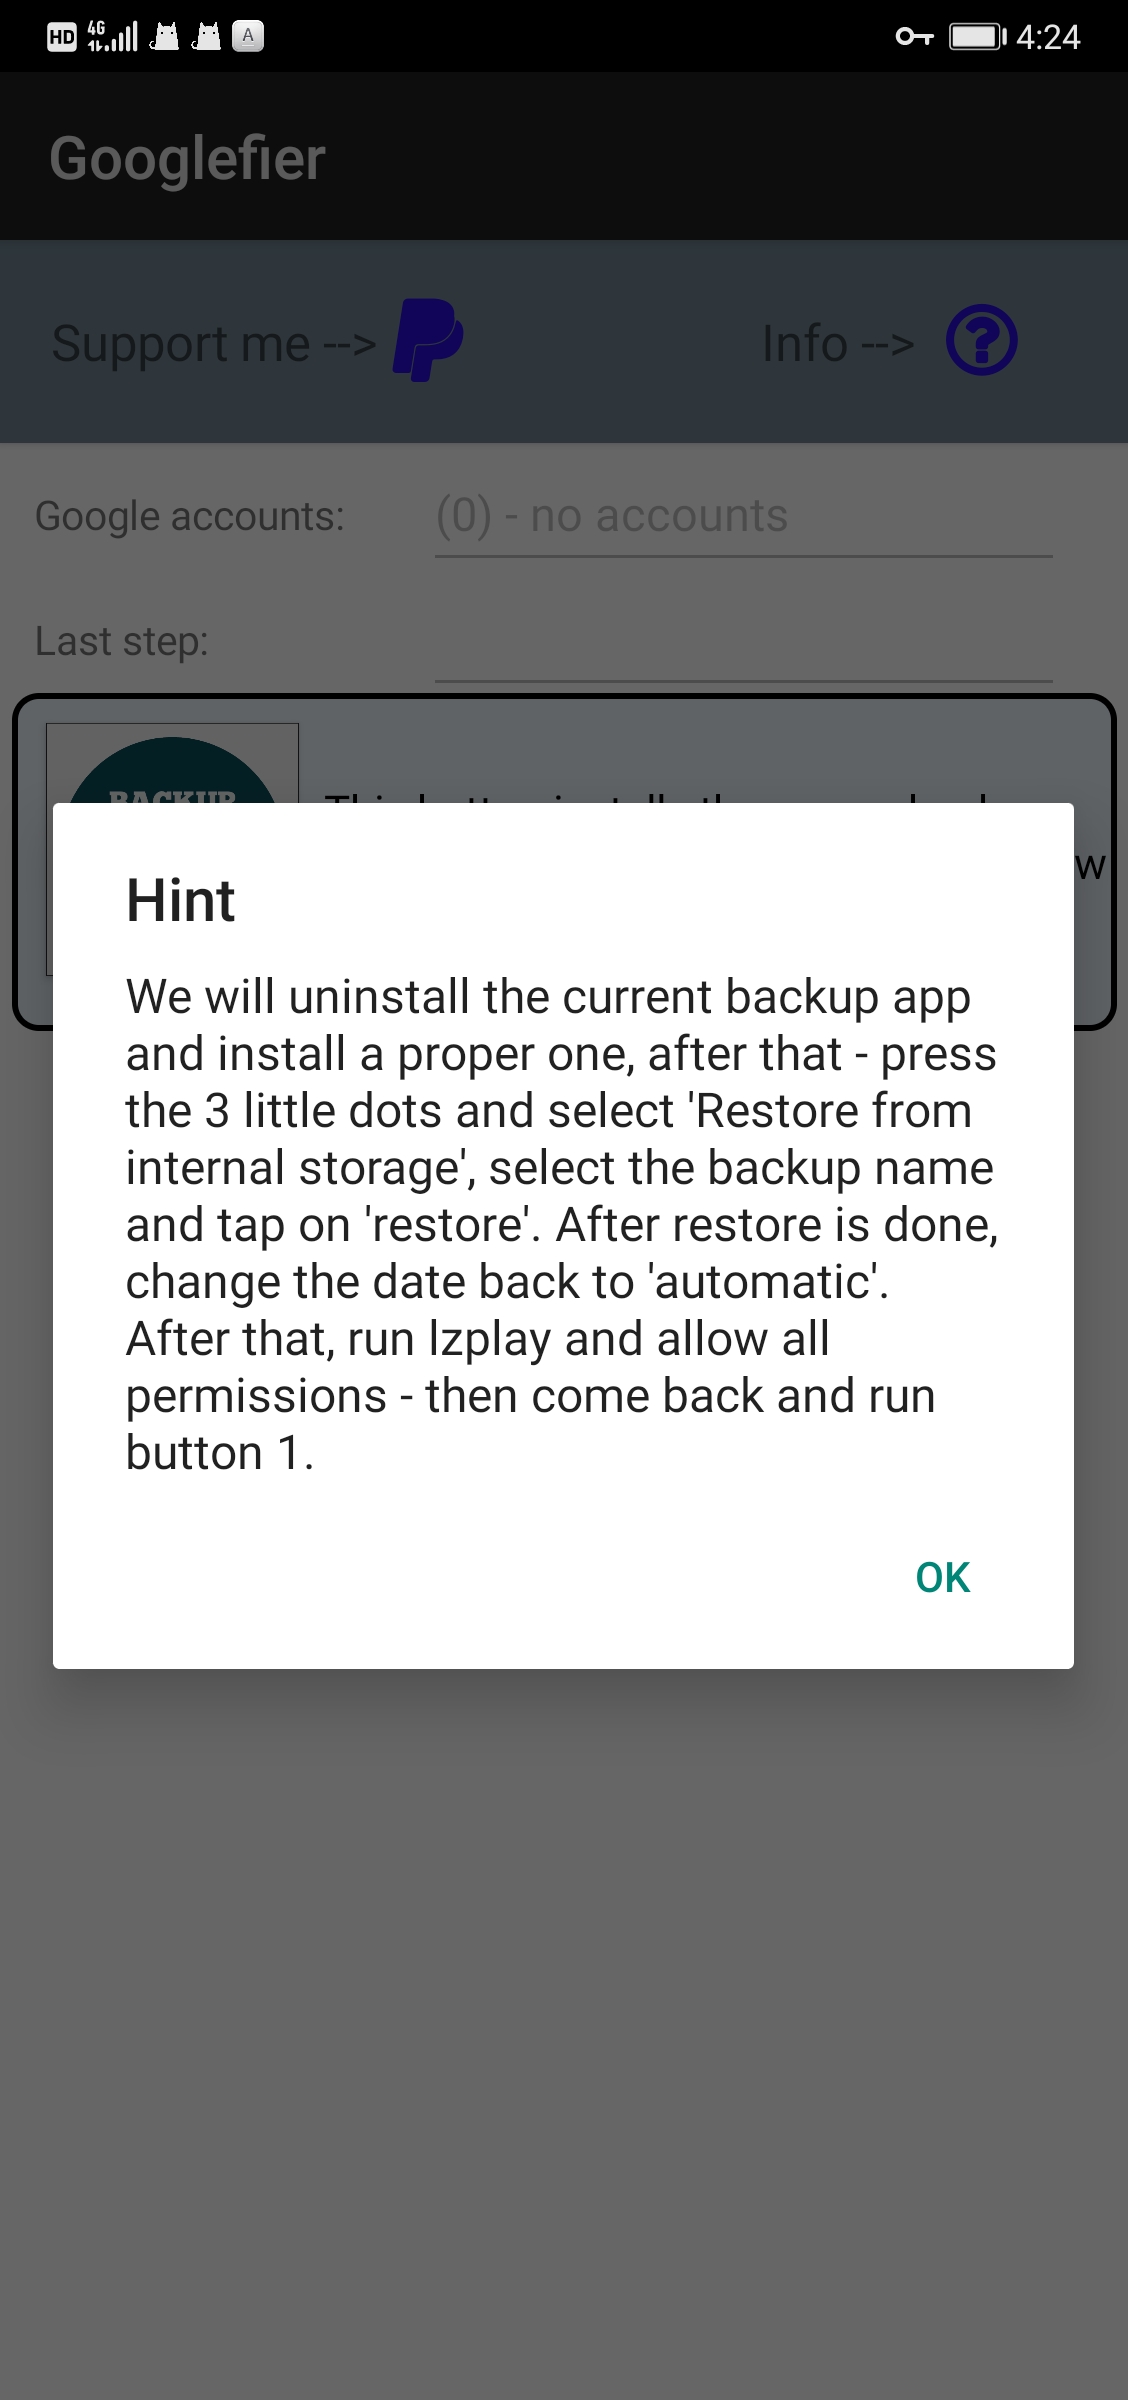 HD 4G A 4:24
Googlefier
Support me --> Info -->
Google accounts: (0) - no accounts
Last step:
BACKUP
w
Hint
We will uninstall the current backup app
and install a proper one, after that - press
the 3 little dots and select 'Restore from
internal storage', select the backup name
and tap on 'restore'. After restore is done,
change the date back to 'automatic'.
After that, run lzplay and allow all
permissions - then come back and run
button 1.
OK